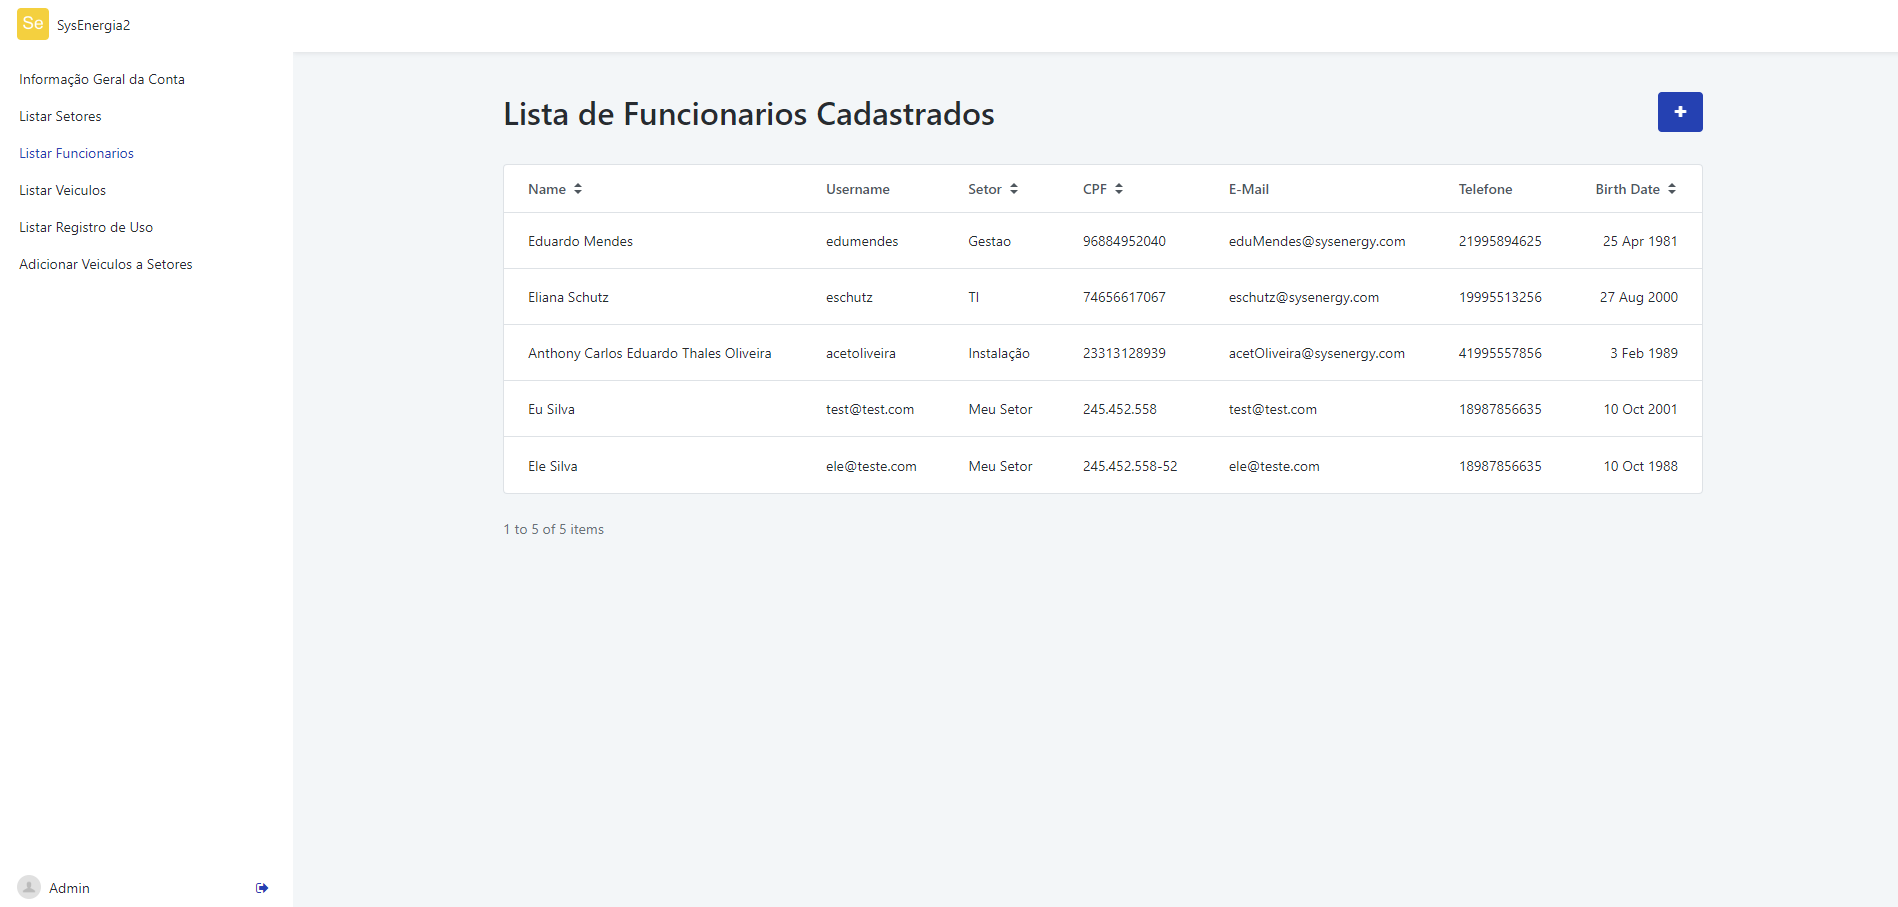 Se SysEnergia2
Informação Geral da Conta
Listar Setores
Listar Funcionarios
Listar Veiculos
Listar Registro de Uso
Adicionar Veiculos a Setores
Admin
Lista de Funcionarios Cadastrados
+
Name Username Setor CPF E-Mail Telefone Birth Date
Eduardo Mendes edumendes Gestao 96884952040 eduMendes@sysenergy.com 21995894625 25 Apr 1981
Eliana Schutz eschutz TI 74656617067 eschutz@sysenergy.com 19995513256 27 Aug 2000
Anthony Carlos Eduardo Thales Oliveira acetoliveira Instalação 23313128939 acetOliveira@sysenergy.com 41995557856 3 Feb 1989
Eu Silva test@test.com Meu Setor 245.452.558 test@test.com 18987856635 10 Oct 2001
Ele Silva ele@teste.com Meu Setor 245.452.558-52 ele@teste.com 18987856635 10 Oct 1988
1 to 5 of 5 items